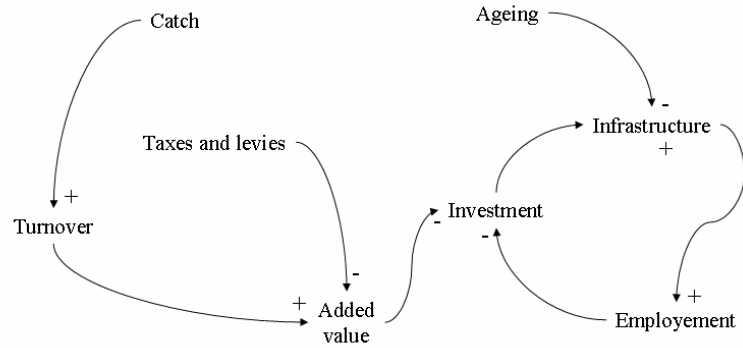 Catch
Ageing
-
Infrastructure
+
Taxes and levies
+
Turnover
Investment
-
-
-
+
Added
value
+
Employement